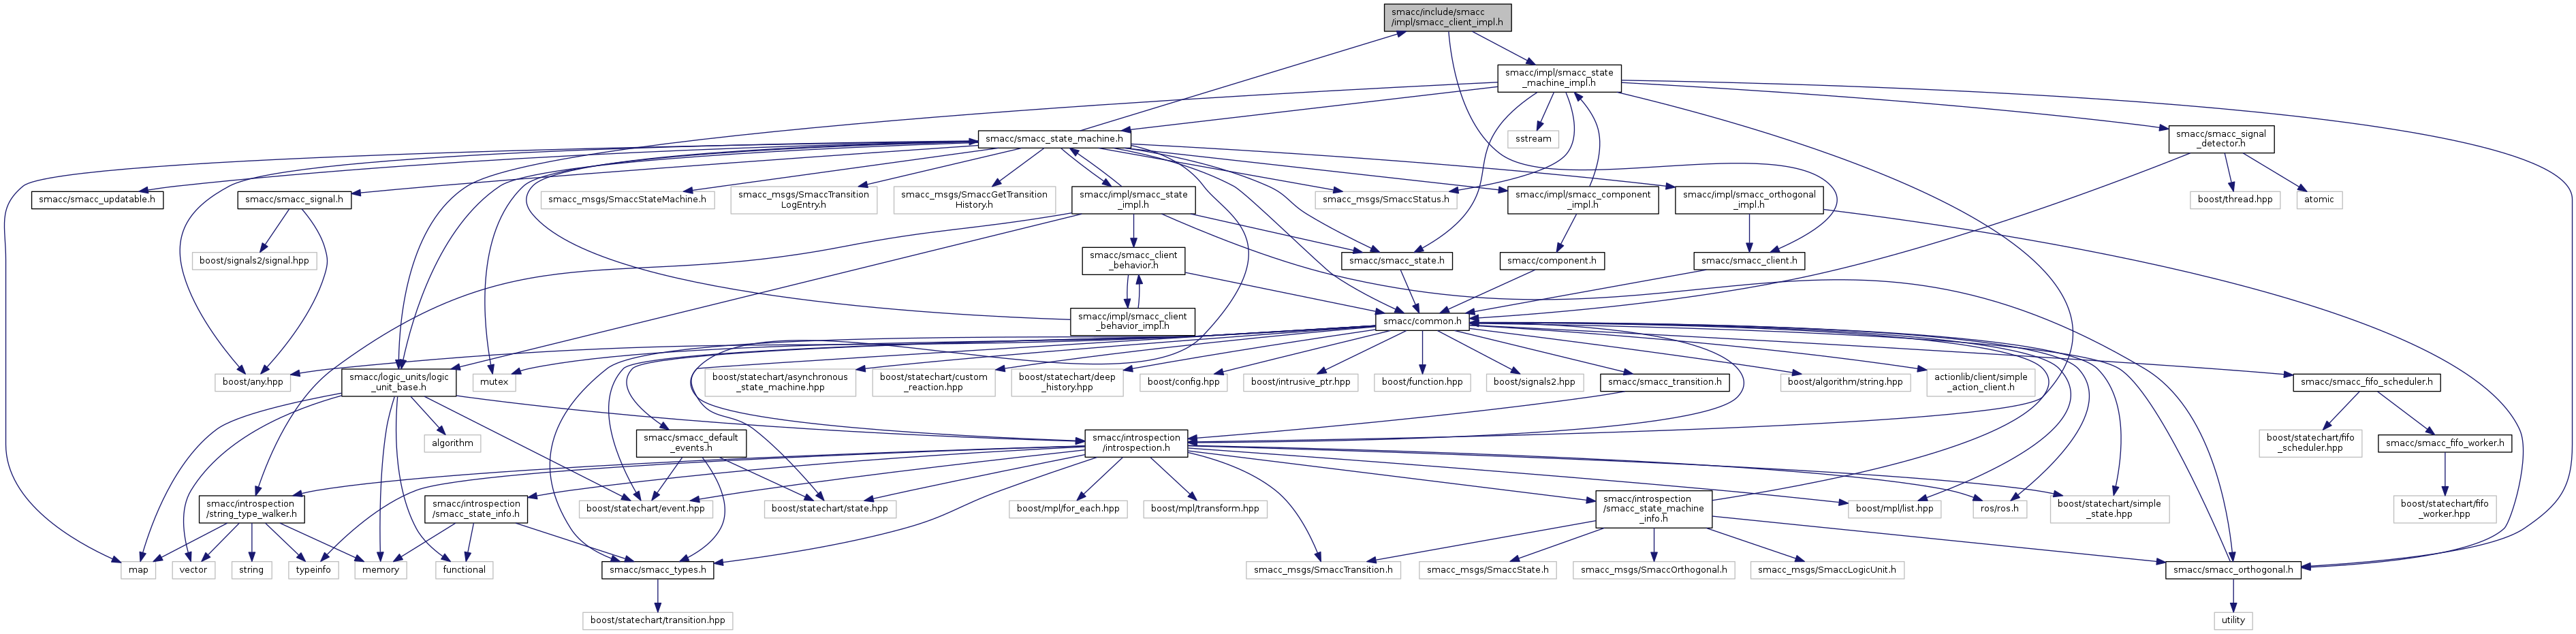 smacc/include/smacc
/impl/smacc_client_impl.h
smacc/impl/smacc_state
_machine_impl.h
smacc/smacc_state_machine.h
sstream
smacc/smacc_signal
_detector.h
smacc/smacc_updatable.h
smacc/smacc_signal.h
smacc_msgs/SmaccStateMachine.h
smacc_msgs/SmaccTransition
LogEntry.h
smacc_msgs/SmaccGetTransition
History.h
smacc/impl/smacc_state
_impl.h
smacc_msgs/SmaccStatus.h
smacc/impl/smacc_component
_impl.h
smacc/impl/smacc_orthogonal
_impl.h
boost/thread.hpp
atomic
boost/signals2/signal.hpp
smacc/smacc_client
_behavior.h
smacc/smacc_state.h
smacc/component.h
smacc/smacc_client.h
smacc/impl/smacc_client
_behavior_impl.h
smacc/common.h
boost/any.hpp
smacc/logic_units/logic
_unit_base.h
mutex
boost/statechart/asynchronous
_state_machine.hpp
boost/statechart/custom
_reaction.hpp
boost/statechart/deep
_history.hpp
boost/config.hpp
boost/intrusive_ptr.hpp
boost/function.hpp
boost/signals2.hpp
smacc/smacc_transition.h
boost/algorithm/string.hpp
actionlib/client/simple
_action_client.h
smacc/smacc_fifo_scheduler.h
algorithm
smacc/smacc_default
_events.h
smacc/introspection
/introspection.h
boost/statechart/fifo
_scheduler.hpp
smacc/smacc_fifo_worker.h
smacc/introspection
/string_type_walker.h
smacc/introspection
/smacc_state_info.h
boost/statechart/event.hpp
boost/statechart/state.hpp
boost/mpl/for_each.hpp
boost/mpl/transform.hpp
smacc/introspection
/smacc_state_machine
_info.h
boost/mpl/list.hpp
ros/ros.h
boost/statechart/simple
_state.hpp
boost/statechart/fifo
_worker.hpp
map
vector
string
typeinfo
memory
functional
smacc/smacc_types.h
smacc_msgs/SmaccTransition.h
smacc_msgs/SmaccState.h
smacc_msgs/SmaccOrthogonal.h
smacc_msgs/SmaccLogicUnit.h
smacc/smacc_orthogonal.h
boost/statechart/transition.hpp
utility